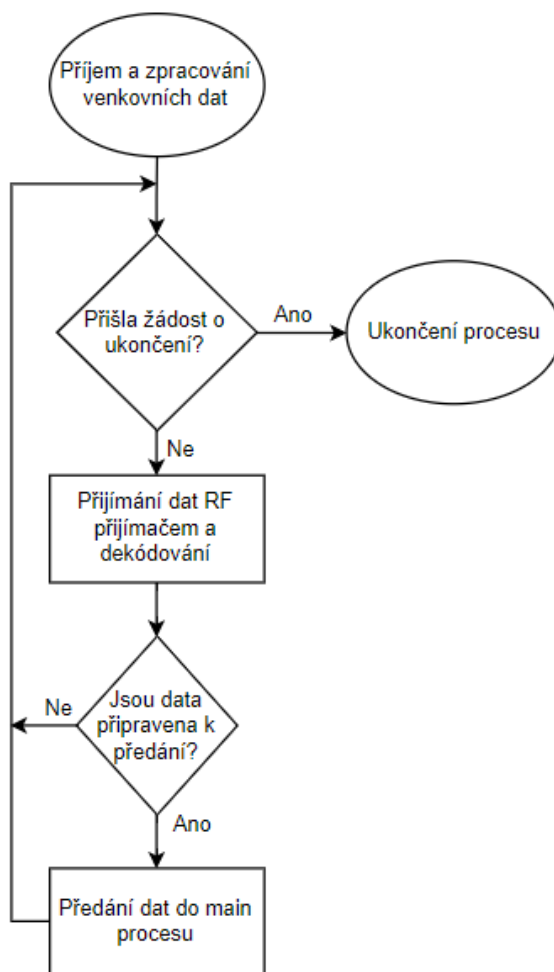 Příjem a zpracování
venkovních dat
Přišla žádost o
ukončení?
Ano
Ukončení procesu
Ne
Přijímání dat RF
přijímačem a
dekódování
Ne
Jsou data
připravena k
předání?
Ano
Předání dat do main
procesu